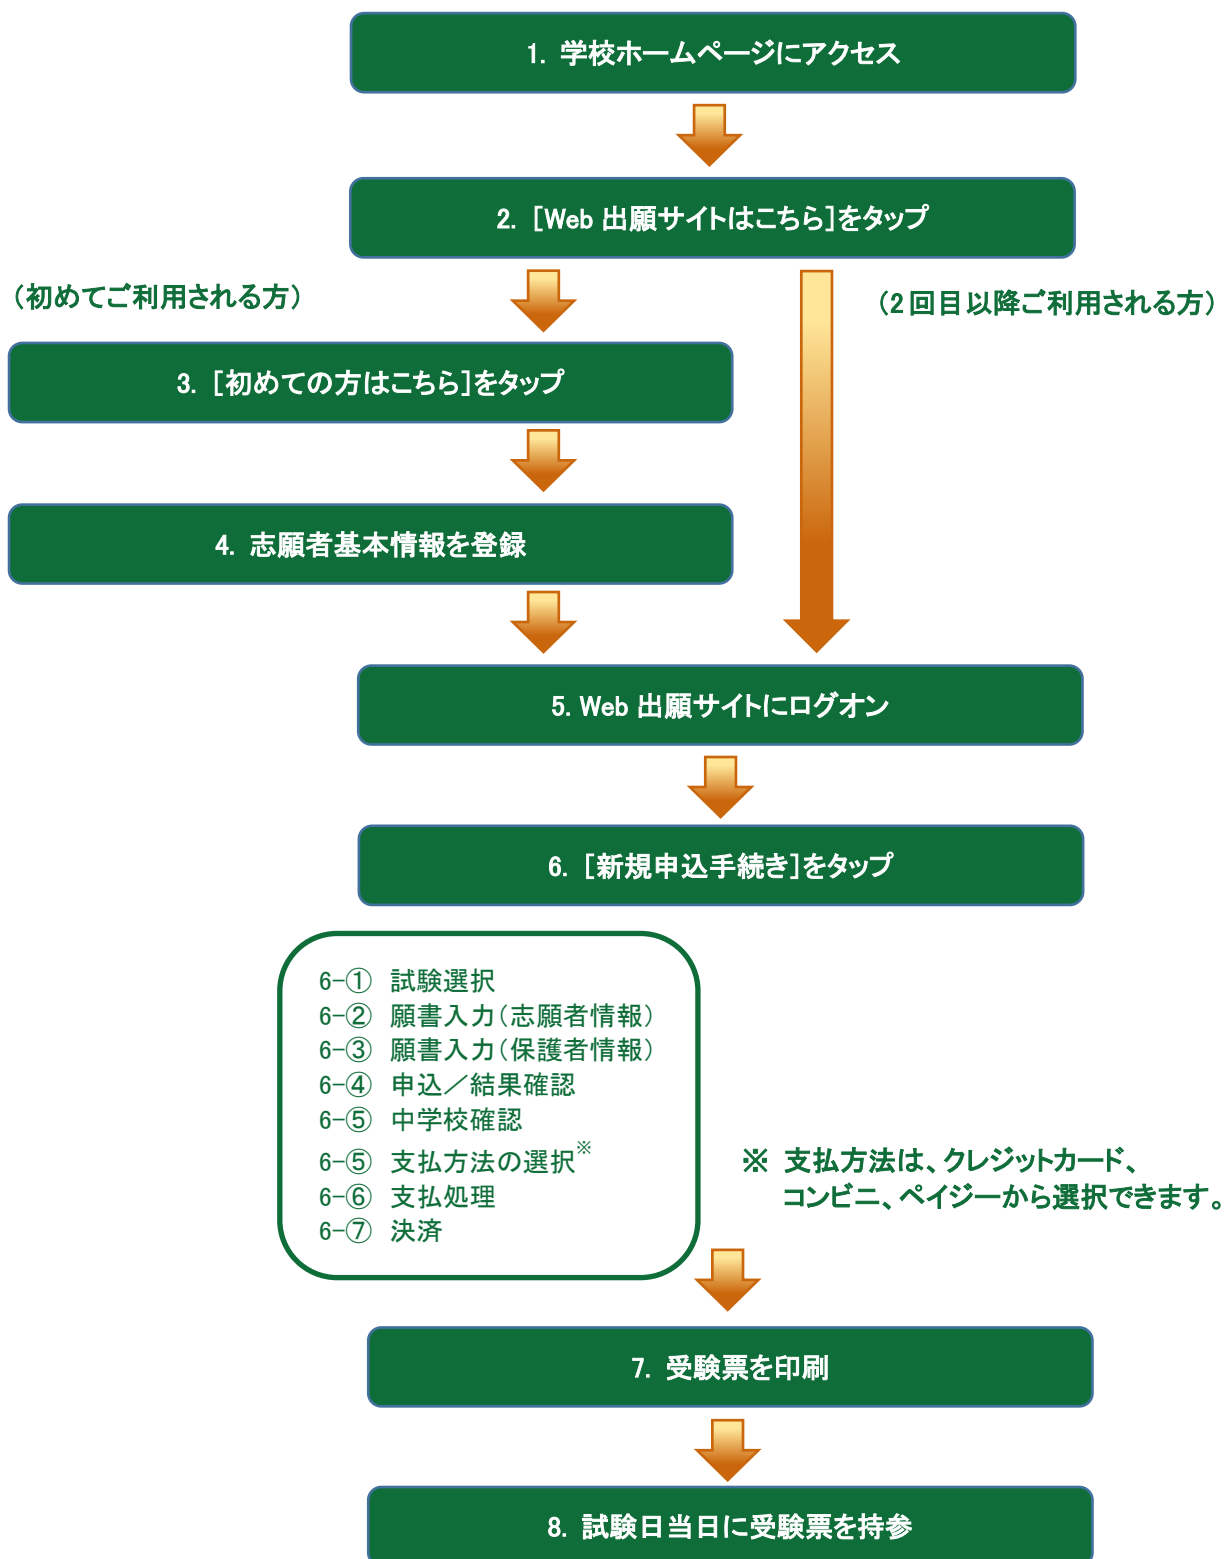 1. 学校ホームページにアクセス
2. [Web 出願サイトはこちら]をタップ
（初めてご利用される方）
（2回目以降ご利用される方）
3. [初めての方はこちら]をタップ
4. 志願者基本情報を登録
5. Web 出願サイトにログオン
6. [新規申込手続き]をタップ
6-① 試験選択
6-② 願書入力（志願者情報）
6-③ 願書入力（保護者情報）
6-④ 申込／結果確認
6-⑤ 中学校確認
6-⑤ 支払方法の選択※
6-⑥ 支払処理
6-⑦ 決済
※ 支払方法は、クレジットカード、
コンビニ、ペイジーから選択できます。
7. 受験票を印刷
8. 試験日当日に受験票を持参